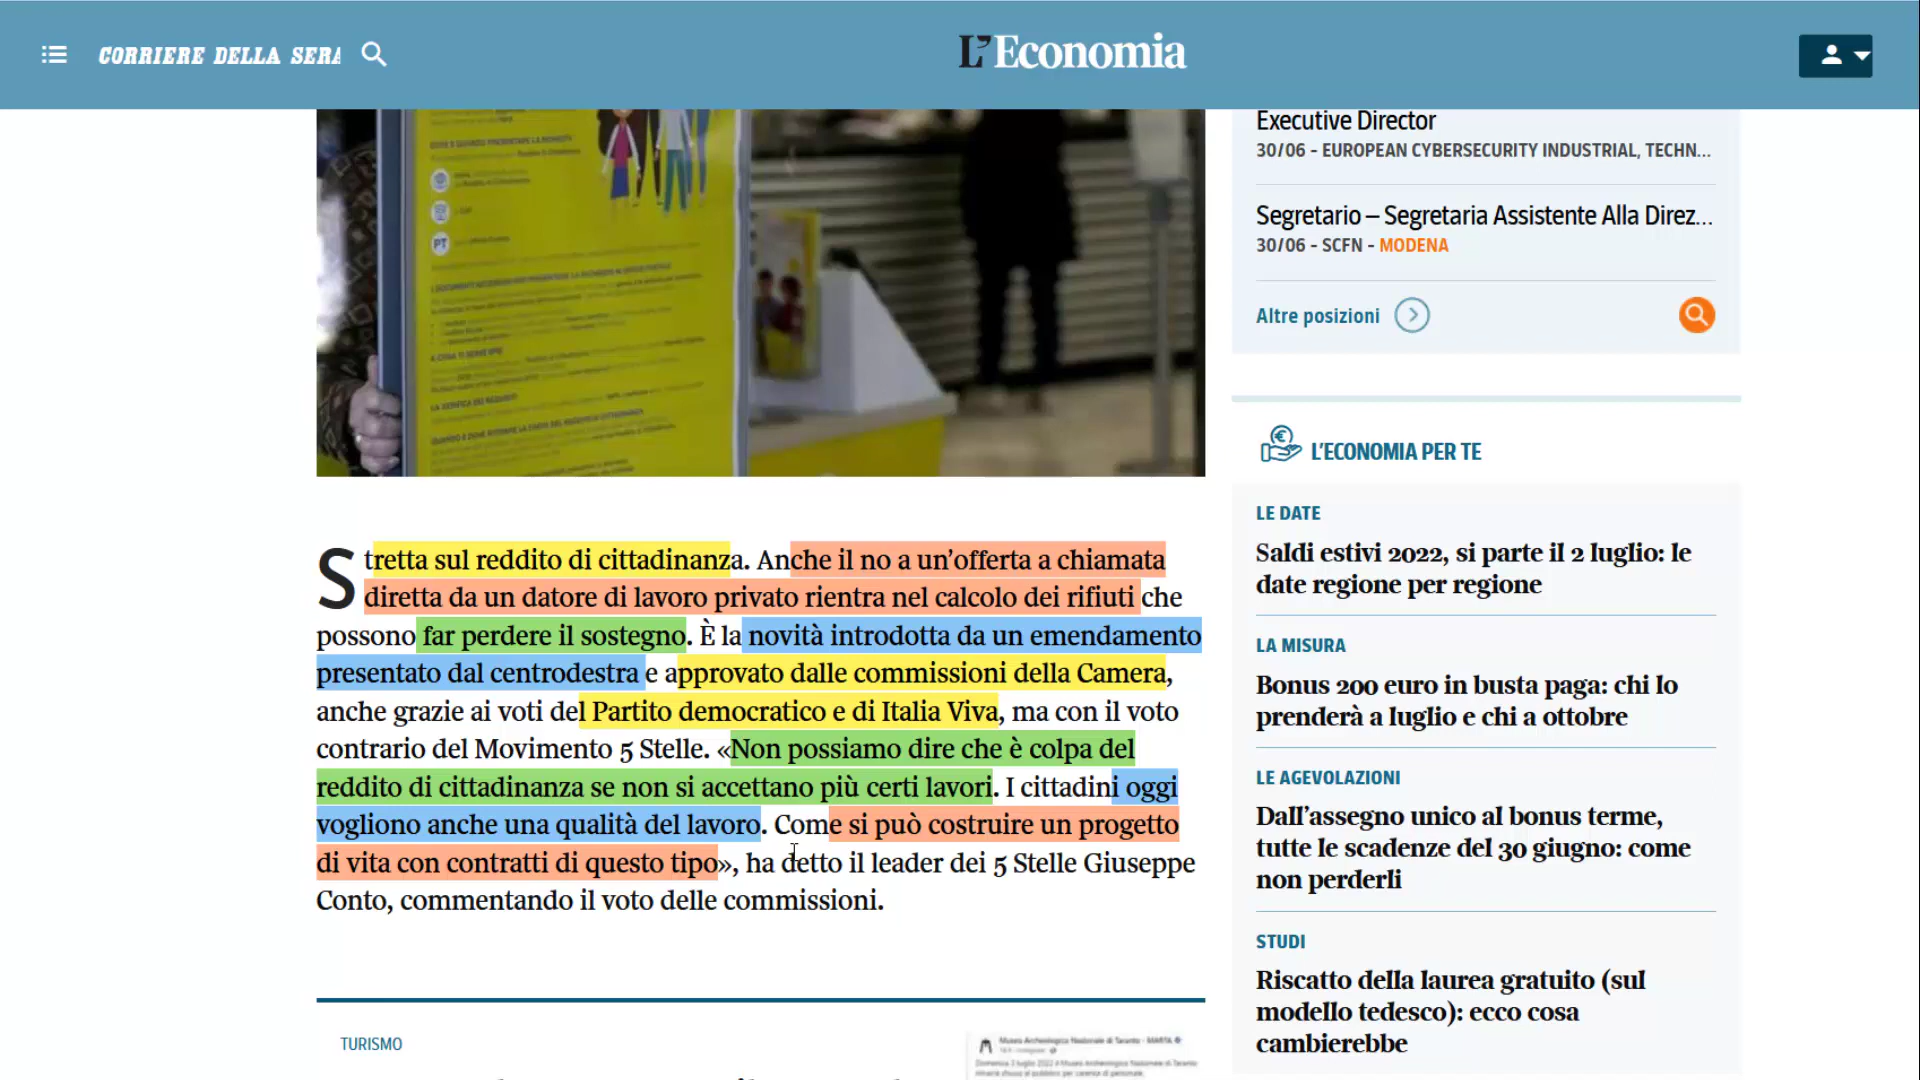 CORRIERE DELLA SERA
L'Economia
PT
Executive Director
30/06 - EUROPEAN CYBERSECURITY INDUSTRIAL, TECHN...
Segretario – Segretaria Assistente Alla Direz...
30/06 - SCFN - MODENA
Altre posizioni
L'ECONOMIA PER TE
LE DATE
Saldi estivi 2022, si parte il 2 luglio: le
date regione per regione
LA MISURA
Bonus 200 euro in busta paga: chi lo
prenderà a luglio e chi a ottobre
LE AGEVOLAZIONI
Dall'assegno unico al bonus terme,
tutte le scadenze del 30 giugno: come
non perderli
STUDI
Riscatto della laurea gratuito (sul
modello tedesco): ecco cosa
cambierebbe
Stretta sul reddito di cittadinanza. Anche il no a un'offerta a chiamata
diretta da un datore di lavoro privato rientra nel calcolo dei rifiuti che
possono far perdere il sostegno. È la novità introdotta da un emendamento
presentato dal centrodestra e approvato dalle commissioni della Camera,
anche grazie ai voti del Partito democratico e di Italia Viva, ma con il voto
contrario del Movimento 5 Stelle. «Non possiamo dire che è colpa del
reddito di cittadinanza se non si accettano più certi lavori. I cittadini oggi
vogliono anche una qualità del lavoro. Come si può costruire un progetto
di vita con contratti di questo tipo», ha detto il leader dei 5 Stelle Giuseppe
Conto, commentando il voto delle commissioni.
TURISMO
Museo Archeologico Nazionale di Taranto - MARTA